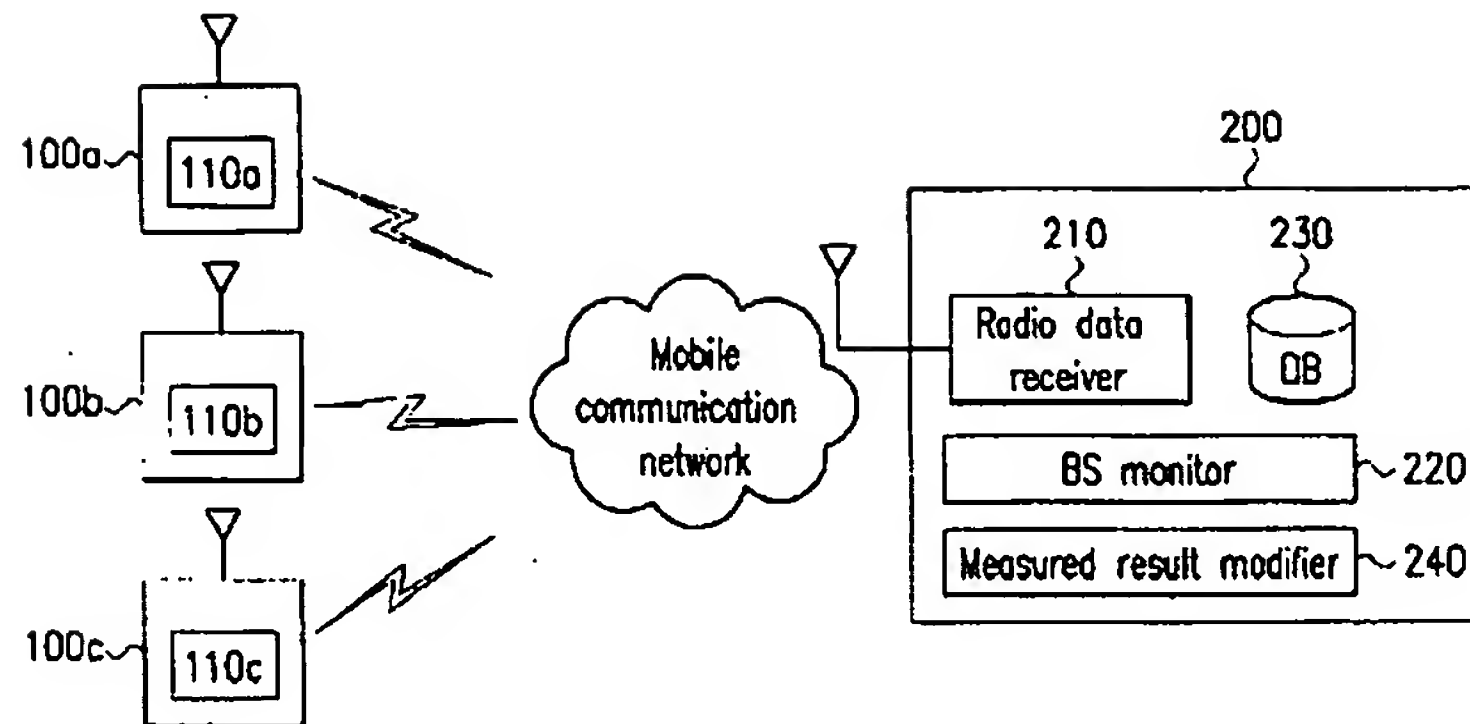 100a
110a
100b
110b
100c
110c
Mobile
communication
network
200
210
230
Radio data
receiver
DB
BS monitor
220
Measured result modifier
240